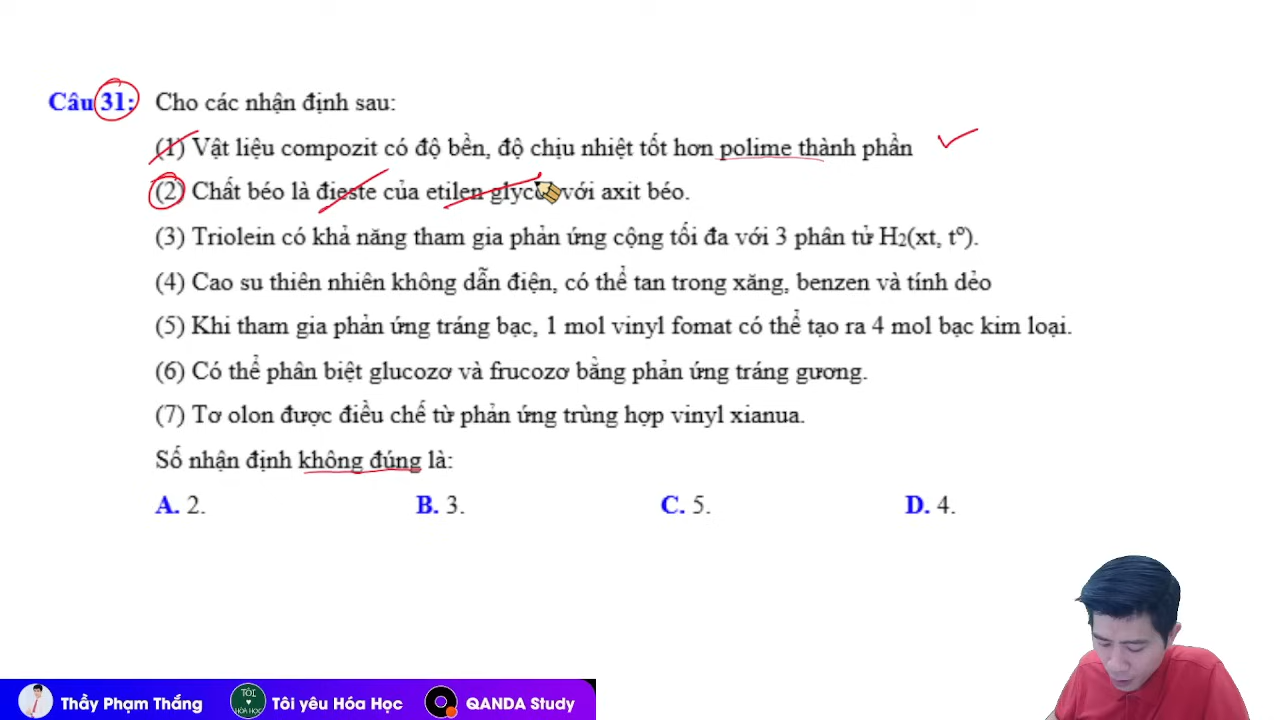 Câu 31: Cho các nhận định sau:
(1) Vật liệu compozit có độ bền, độ chịu nhiệt tốt hơn polime thành phần
(2) Chất béo là đieste của etilen glycol với axit béo.
(3) Triolein có khả năng tham gia phản ứng cộng tối đa với 3 phân tử H₂(xt, tº).
(4) Cao su thiên nhiên không dẫn điện, có thể tan trong xăng, benzen và tính dẻo
(5) Khi tham gia phản ứng tráng bạc, 1 mol vinyl fomat có thể tạo ra 4 mol bạc kim loại.
(6) Có thể phân biệt glucozơ và frucozơ bằng phản ứng tráng gương.
(7) Tơ olon được điều chế từ phản ứng trùng hợp vinyl xianua.
Số nhận định không đúng là:
A. 2. B. 3. C. 5. D. 4.
Thầy Phạm Thắng TÔI HÓA HỌC Tôi yêu Hóa Học QANDA Study